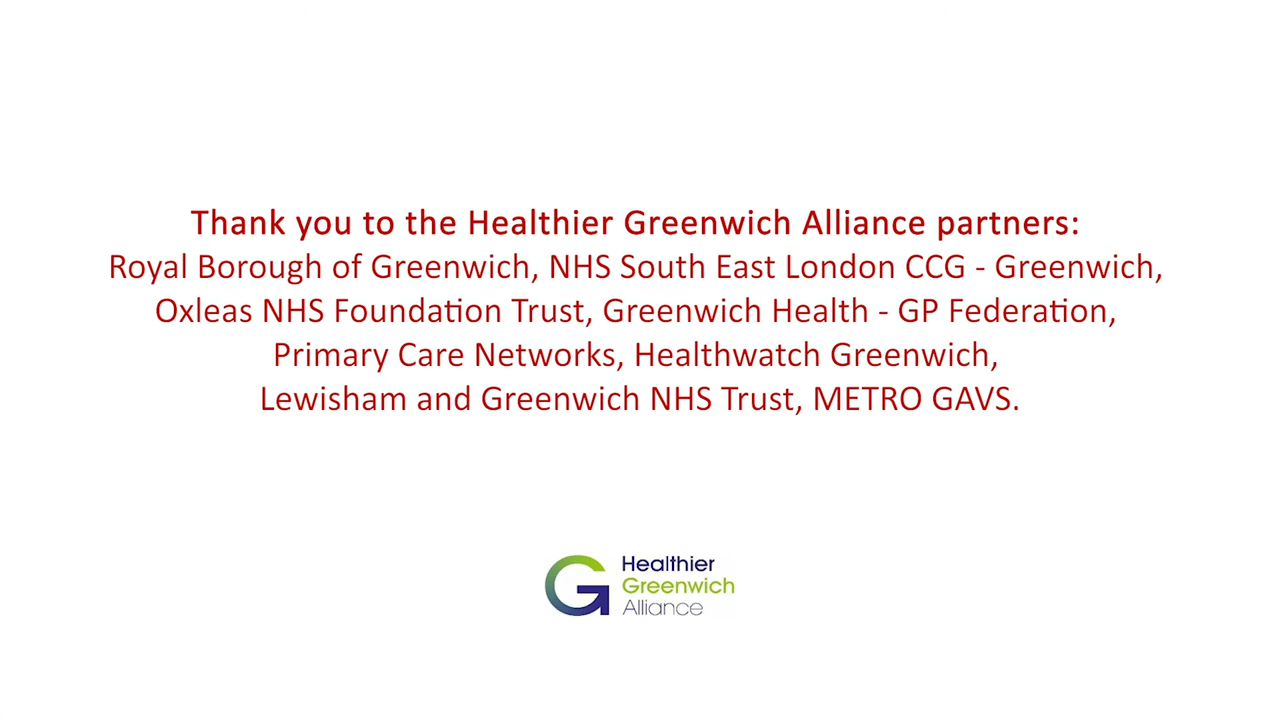 Thank you to the Healthier Greenwich Alliance partners:
Royal Borough of Greenwich, NHS South East London CCG - Greenwich,
Oxleas NHS Foundation Trust, Greenwich Health - GP Federation,
Primary Care Networks, Healthwatch Greenwich,
Lewisham and Greenwich NHS Trust, METRO GAVS.
Healthier
Greenwich
Alliance